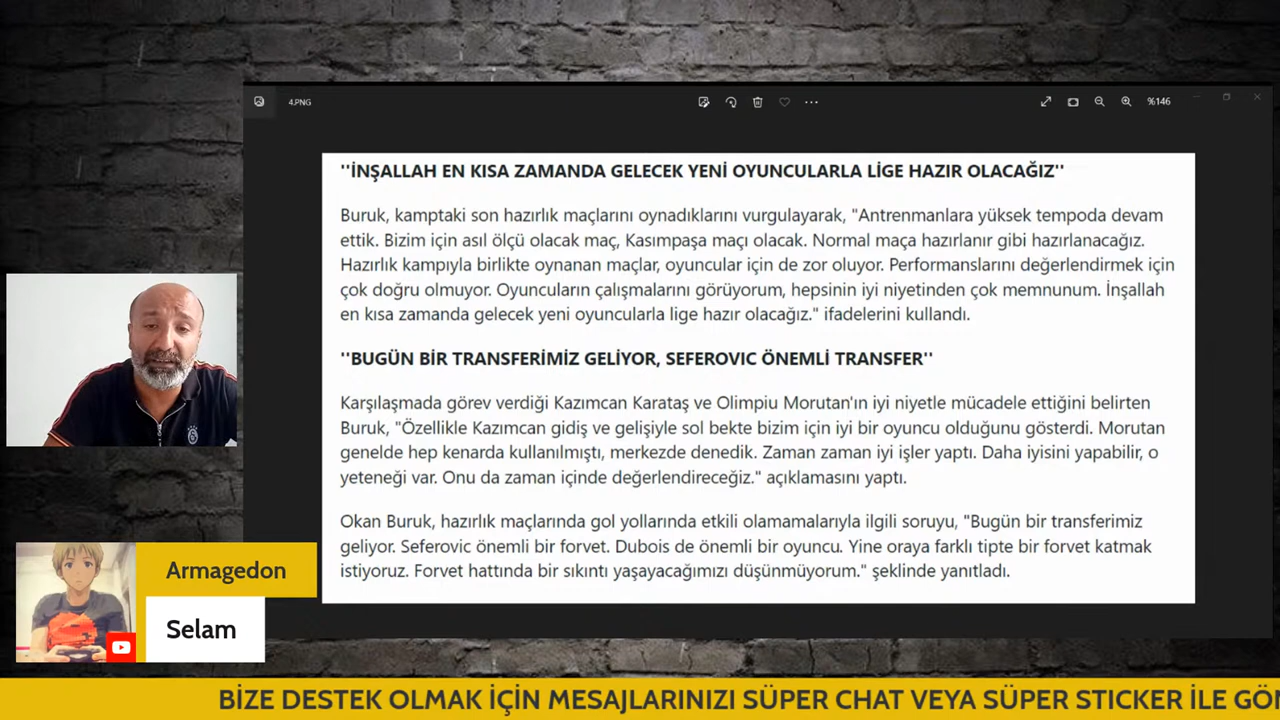 4.PNG
%146
''İNŞALLAH EN KISA ZAMANDA GELECEK YENİ OYUNCULARLA LİGE HAZIR OLACAĞIZ''
Buruk, kamptaki son hazırlık maçlarını oynadıklarını vurgulayarak, "Antrenmanlara yüksek tempoda devam
ettik. Bizim için asıl ölçü olacak maç, Kasımpaşa maçı olacak. Normal maça hazırlanır gibi hazırlanacağız.
Hazırlık kampıyla birlikte oynanan maçlar, oyuncular için de zor oluyor. Performanslarını değerlendirmek için
çok doğru olmuyor. Oyuncuların çalışmalarını görüyorum, hepsinin iyi niyetinden çok memnunum. İnşallah
en kısa zamanda gelecek yeni oyuncularla lige hazır olacağız." ifadelerini kullandı.
''BUGÜN BİR TRANSFERİMİZ GELİYOR, SEFEROVIC ÖNEMLİ TRANSFER''
Karşılaşmada görev verdiği Kazımcan Karataş ve Olimpiu Morutan'ın iyi niyetle mücadele ettiğini belirten
Buruk, "Özellikle Kazımcan gidiş ve gelişiyle sol bekte bizim için iyi bir oyuncu olduğunu gösterdi. Morutan
genelde hep kenarda kullanılmıştı, merkezde denedik. Zaman zaman iyi işler yaptı. Daha iyisini yapabilir, o
yeteneği var. Onu da zaman içinde değerlendireceğiz." açıklamasını yaptı.
Okan Buruk, hazırlık maçlarında gol yollarında etkili olamamalarıyla ilgili soruyu, "Bugün bir transferimiz
geliyor. Seferovic önemli bir forvet. Dubois de önemli bir oyuncu. Yine oraya farklı tipte bir forvet katmak
istiyoruz. Forvet hattında bir sıkıntı yaşayacağımızı düşünmüyorum." şeklinde yanıtladı.
Armagedon
Selam
BİZE DESTEK OLMAK İÇİN MESAJLARINIZI SÜPER CHAT VEYA SÜPER STICKER İLE GÖ